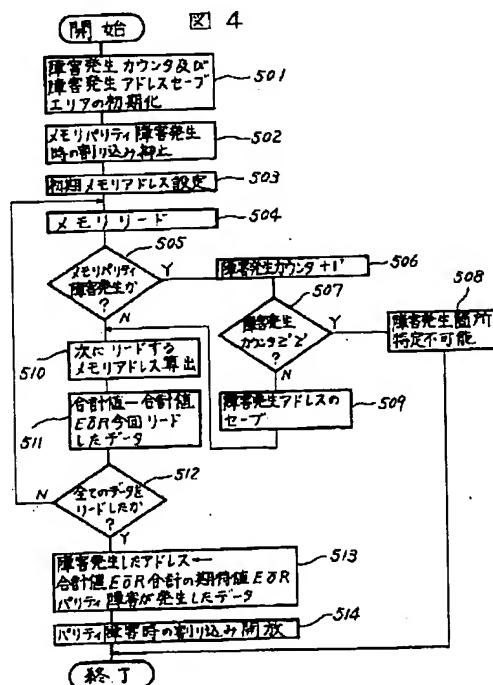 図 4
開始
障害発生カウンタ及び
障害発生アドレスセーブ
エリアの初期化
501
メモリパリティ障害発生
時の割り込み抑止
502
初期メモリアドレス設定
503
メモリリード
504
505
メモリパリティ
障害発生か
?
Y
N
障害発生カウンタ+1
506
507
障害発生
カウンタ≧'2'
?
Y
N
508
障害発生箇所
特定不可能
障害発生アドレスの
セーブ
509
510
次にリードする
メモリアドレス算出
511
合計値←合計値
EōR今回リード
したデータ
512
全てのデータを
リードしたか
?
N
Y
障害発生したアドレス←
合計値EōR合計の期待値EōR
パリティ障害が発生したデータ
513
パリティ障害時の割り込み開放
514
終了